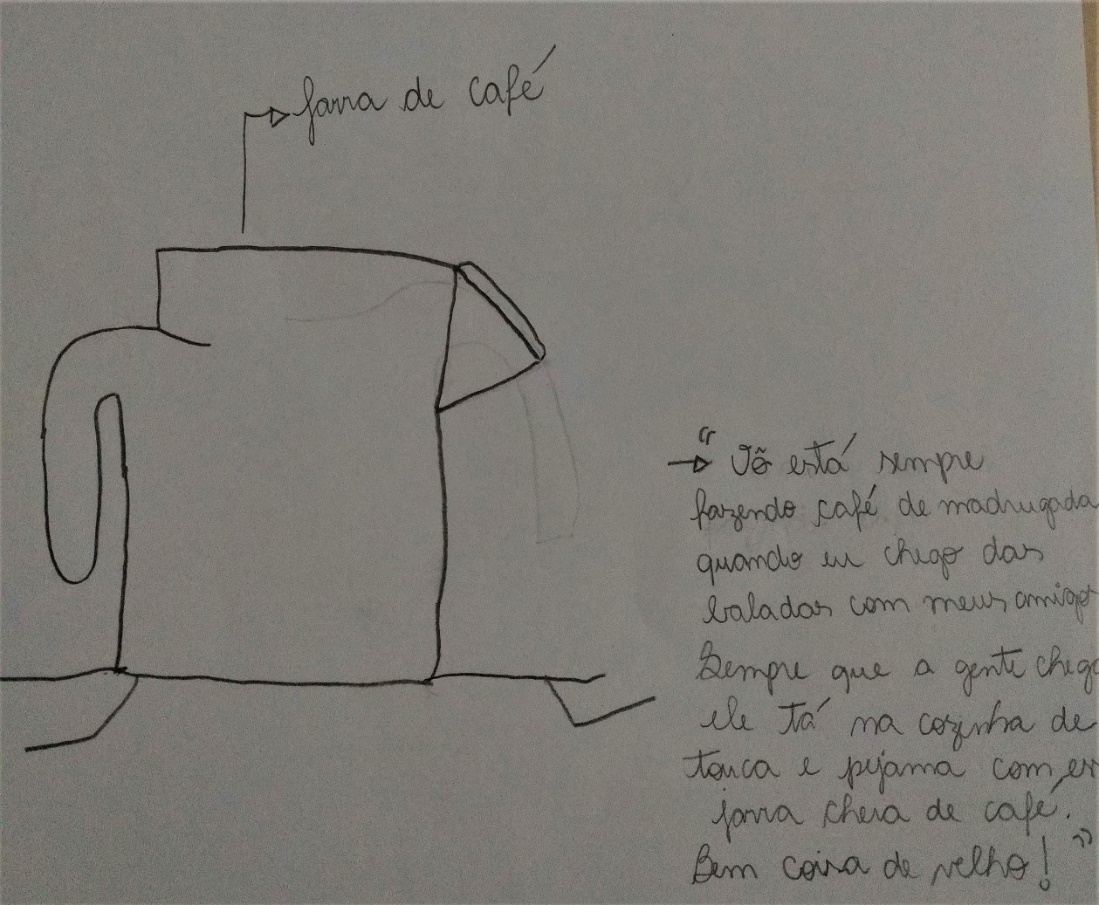 jarra de café
" Vô está sempre
fazendo café de madrugada
quando eu chego das
baladas com meus amigo
Sempre que a gente chega
ele tá na cozinha de
touca e pijama com
jarra cheia de café.
Bem coisa de velho! "